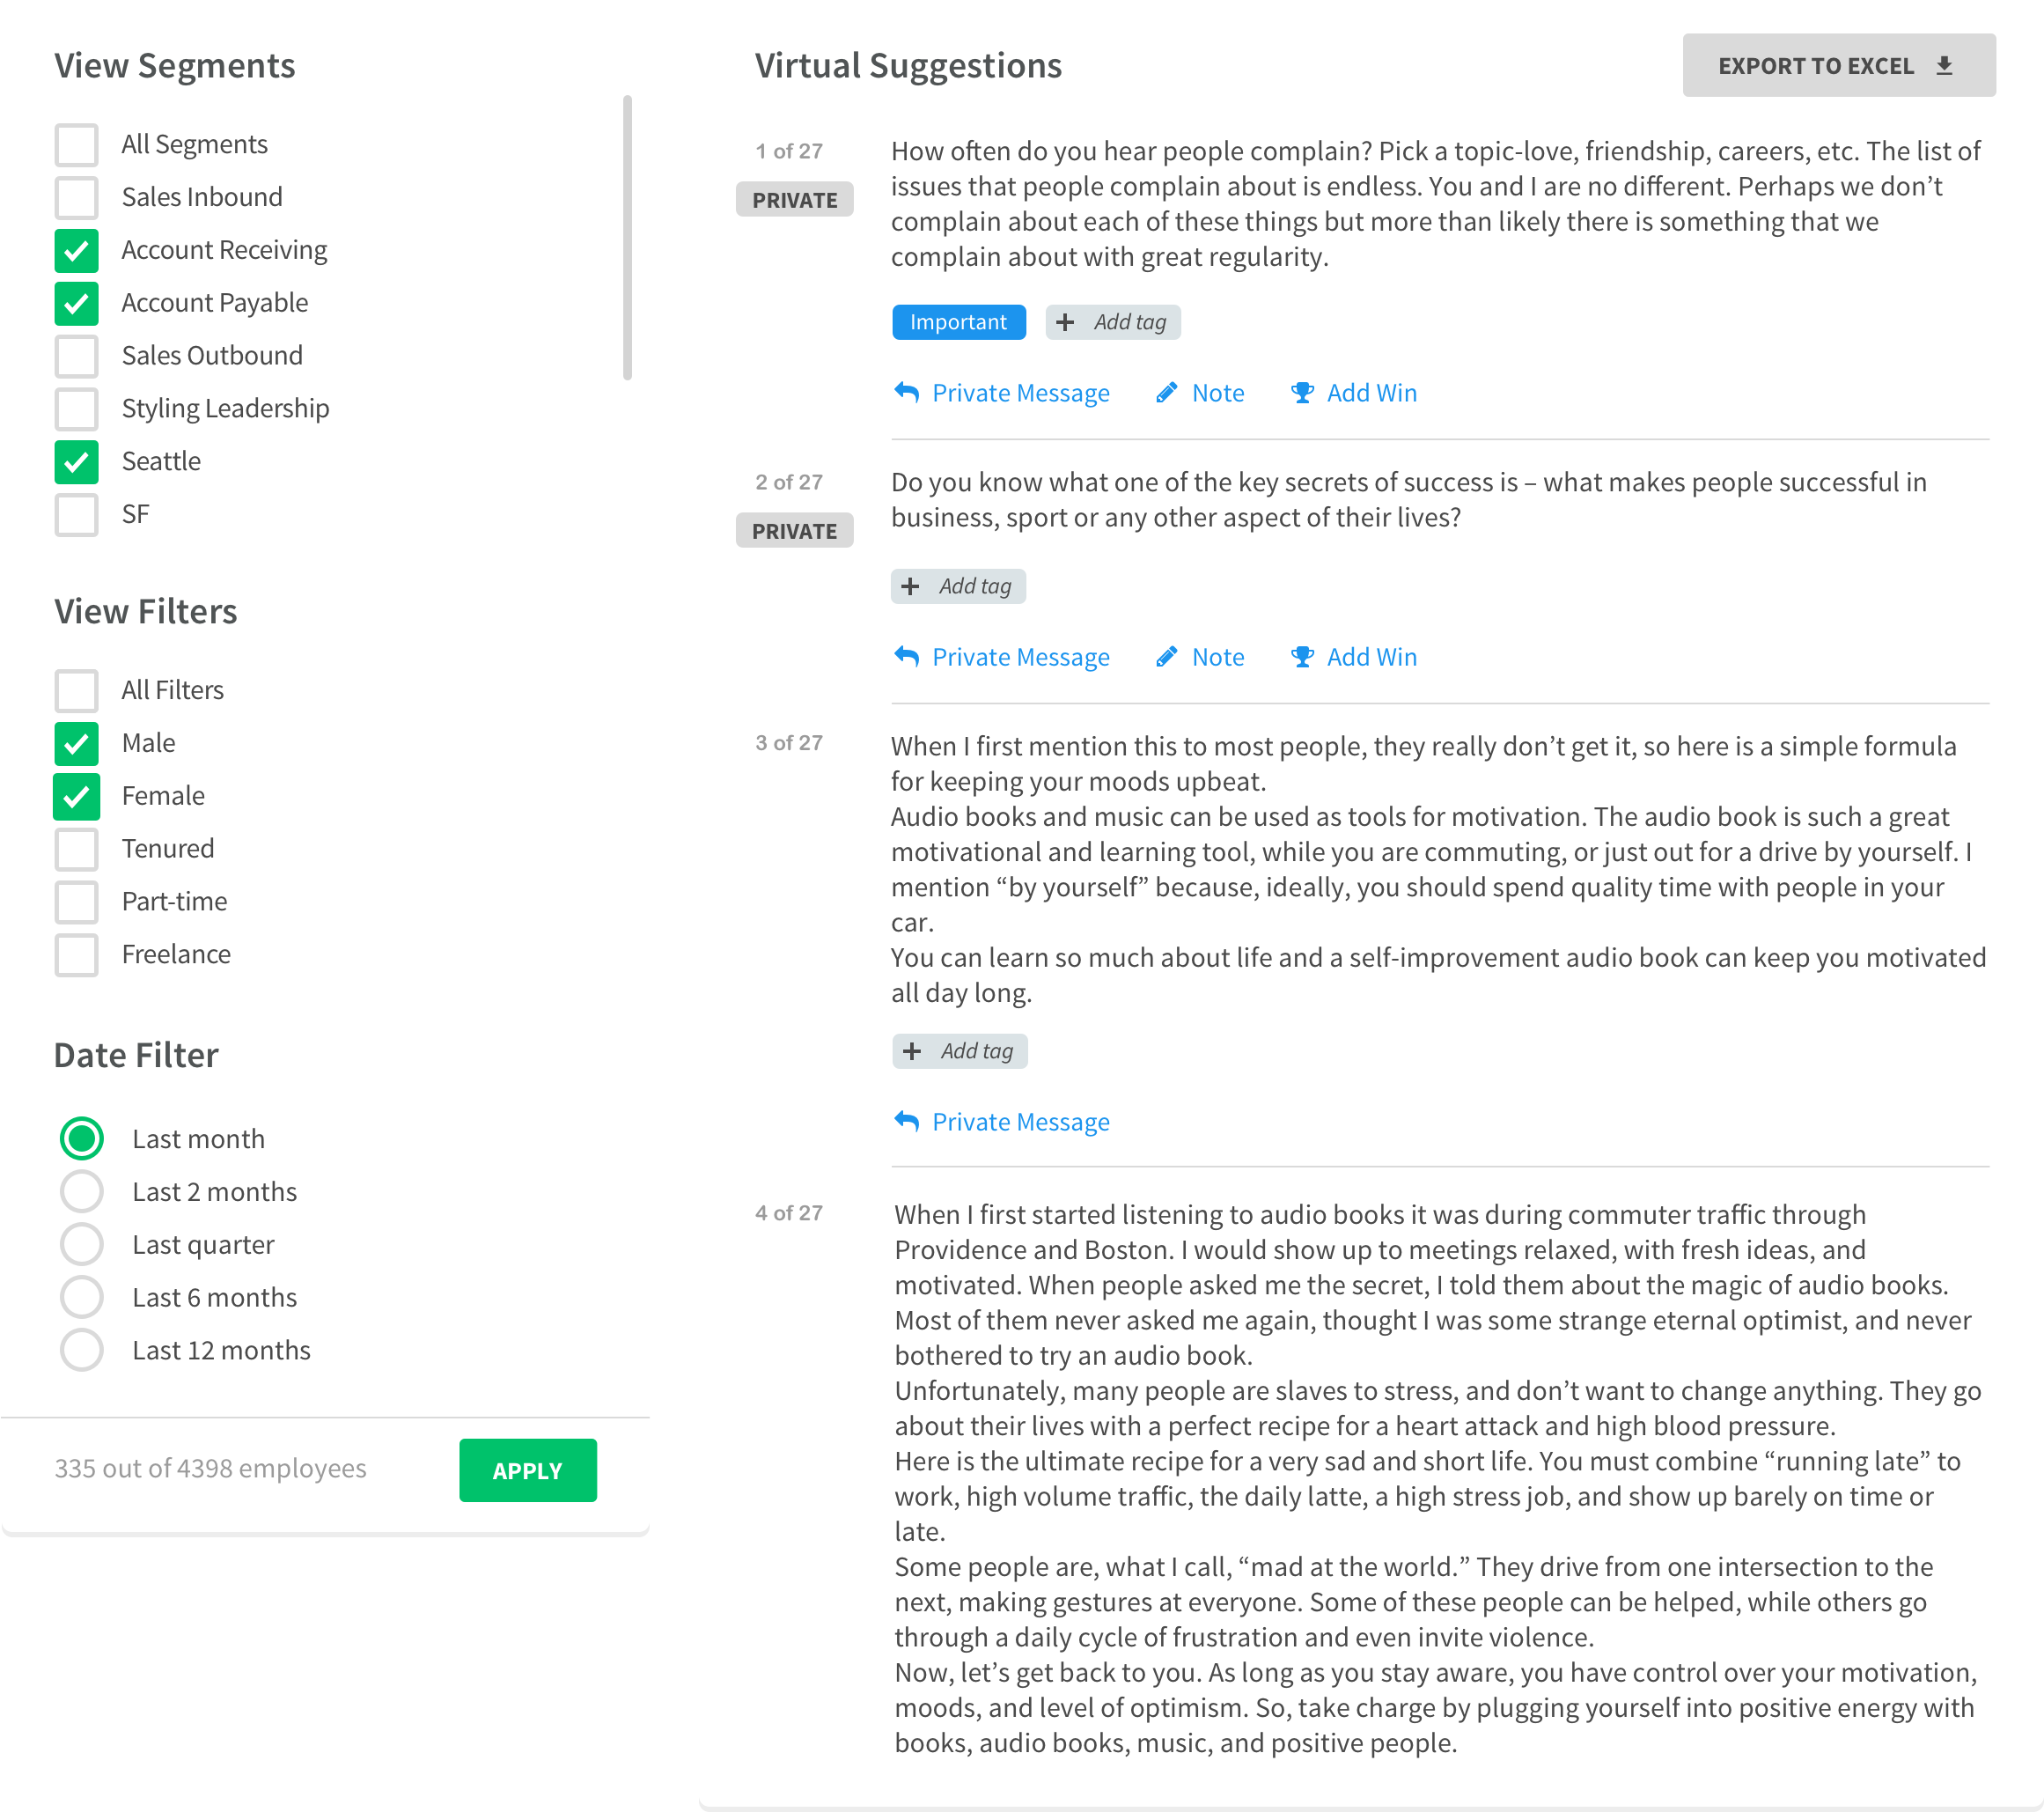 View Segments
All Segments
Sales Inbound
Account Receiving
Account Payable
Sales Outbound
Styling Leadership
Seattle
SF
View Filters
All Filters
Male
Female
Tenured
Part-time
Freelance
Date Filter
Last month
Last 2 months
Last quarter
Last 6 months
Last 12 months
335 out of 4398 employees
APPLY
Virtual Suggestions
EXPORT TO EXCEL
1 of 27
PRIVATE
How often do you hear people complain? Pick a topic-love, friendship, careers, etc. The list of
issues that people complain about is endless. You and I are no different. Perhaps we don’t
complain about each of these things but more than likely there is something that we
complain about with great regularity.
Important
+ Add tag
Private Message Note Add Win
2 of 27
PRIVATE
Do you know what one of the key secrets of success is – what makes people successful in
business, sport or any other aspect of their lives?
+ Add tag
Private Message Note Add Win
3 of 27
When I first mention this to most people, they really don’t get it, so here is a simple formula
for keeping your moods upbeat.
Audio books and music can be used as tools for motivation. The audio book is such a great
motivational and learning tool, while you are commuting, or just out for a drive by yourself. I
mention “by yourself” because, ideally, you should spend quality time with people in your
car.
You can learn so much about life and a self-improvement audio book can keep you motivated
all day long.
+ Add tag
Private Message
4 of 27
When I first started listening to audio books it was during commuter traffic through
Providence and Boston. I would show up to meetings relaxed, with fresh ideas, and
motivated. When people asked me the secret, I told them about the magic of audio books.
Most of them never asked me again, thought I was some strange eternal optimist, and never
bothered to try an audio book.
Unfortunately, many people are slaves to stress, and don’t want to change anything. They go
about their lives with a perfect recipe for a heart attack and high blood pressure.
Here is the ultimate recipe for a very sad and short life. You must combine “running late” to
work, high volume traffic, the daily latte, a high stress job, and show up barely on time or
late.
Some people are, what I call, “mad at the world.” They drive from one intersection to the
next, making gestures at everyone. Some of these people can be helped, while others go
through a daily cycle of frustration and even invite violence.
Now, let’s get back to you. As long as you stay aware, you have control over your motivation,
moods, and level of optimism. So, take charge by plugging yourself into positive energy with
books, audio books, music, and positive people.